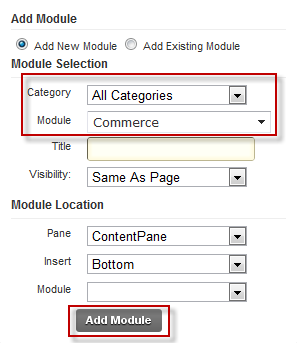 Add Module
Add New Module Add Existing Module
Module Selection
Category All Categories
Module Commerce
Title
Visibility: Same As Page
Module Location
Pane ContentPane
Insert Bottom
Module
Add Module